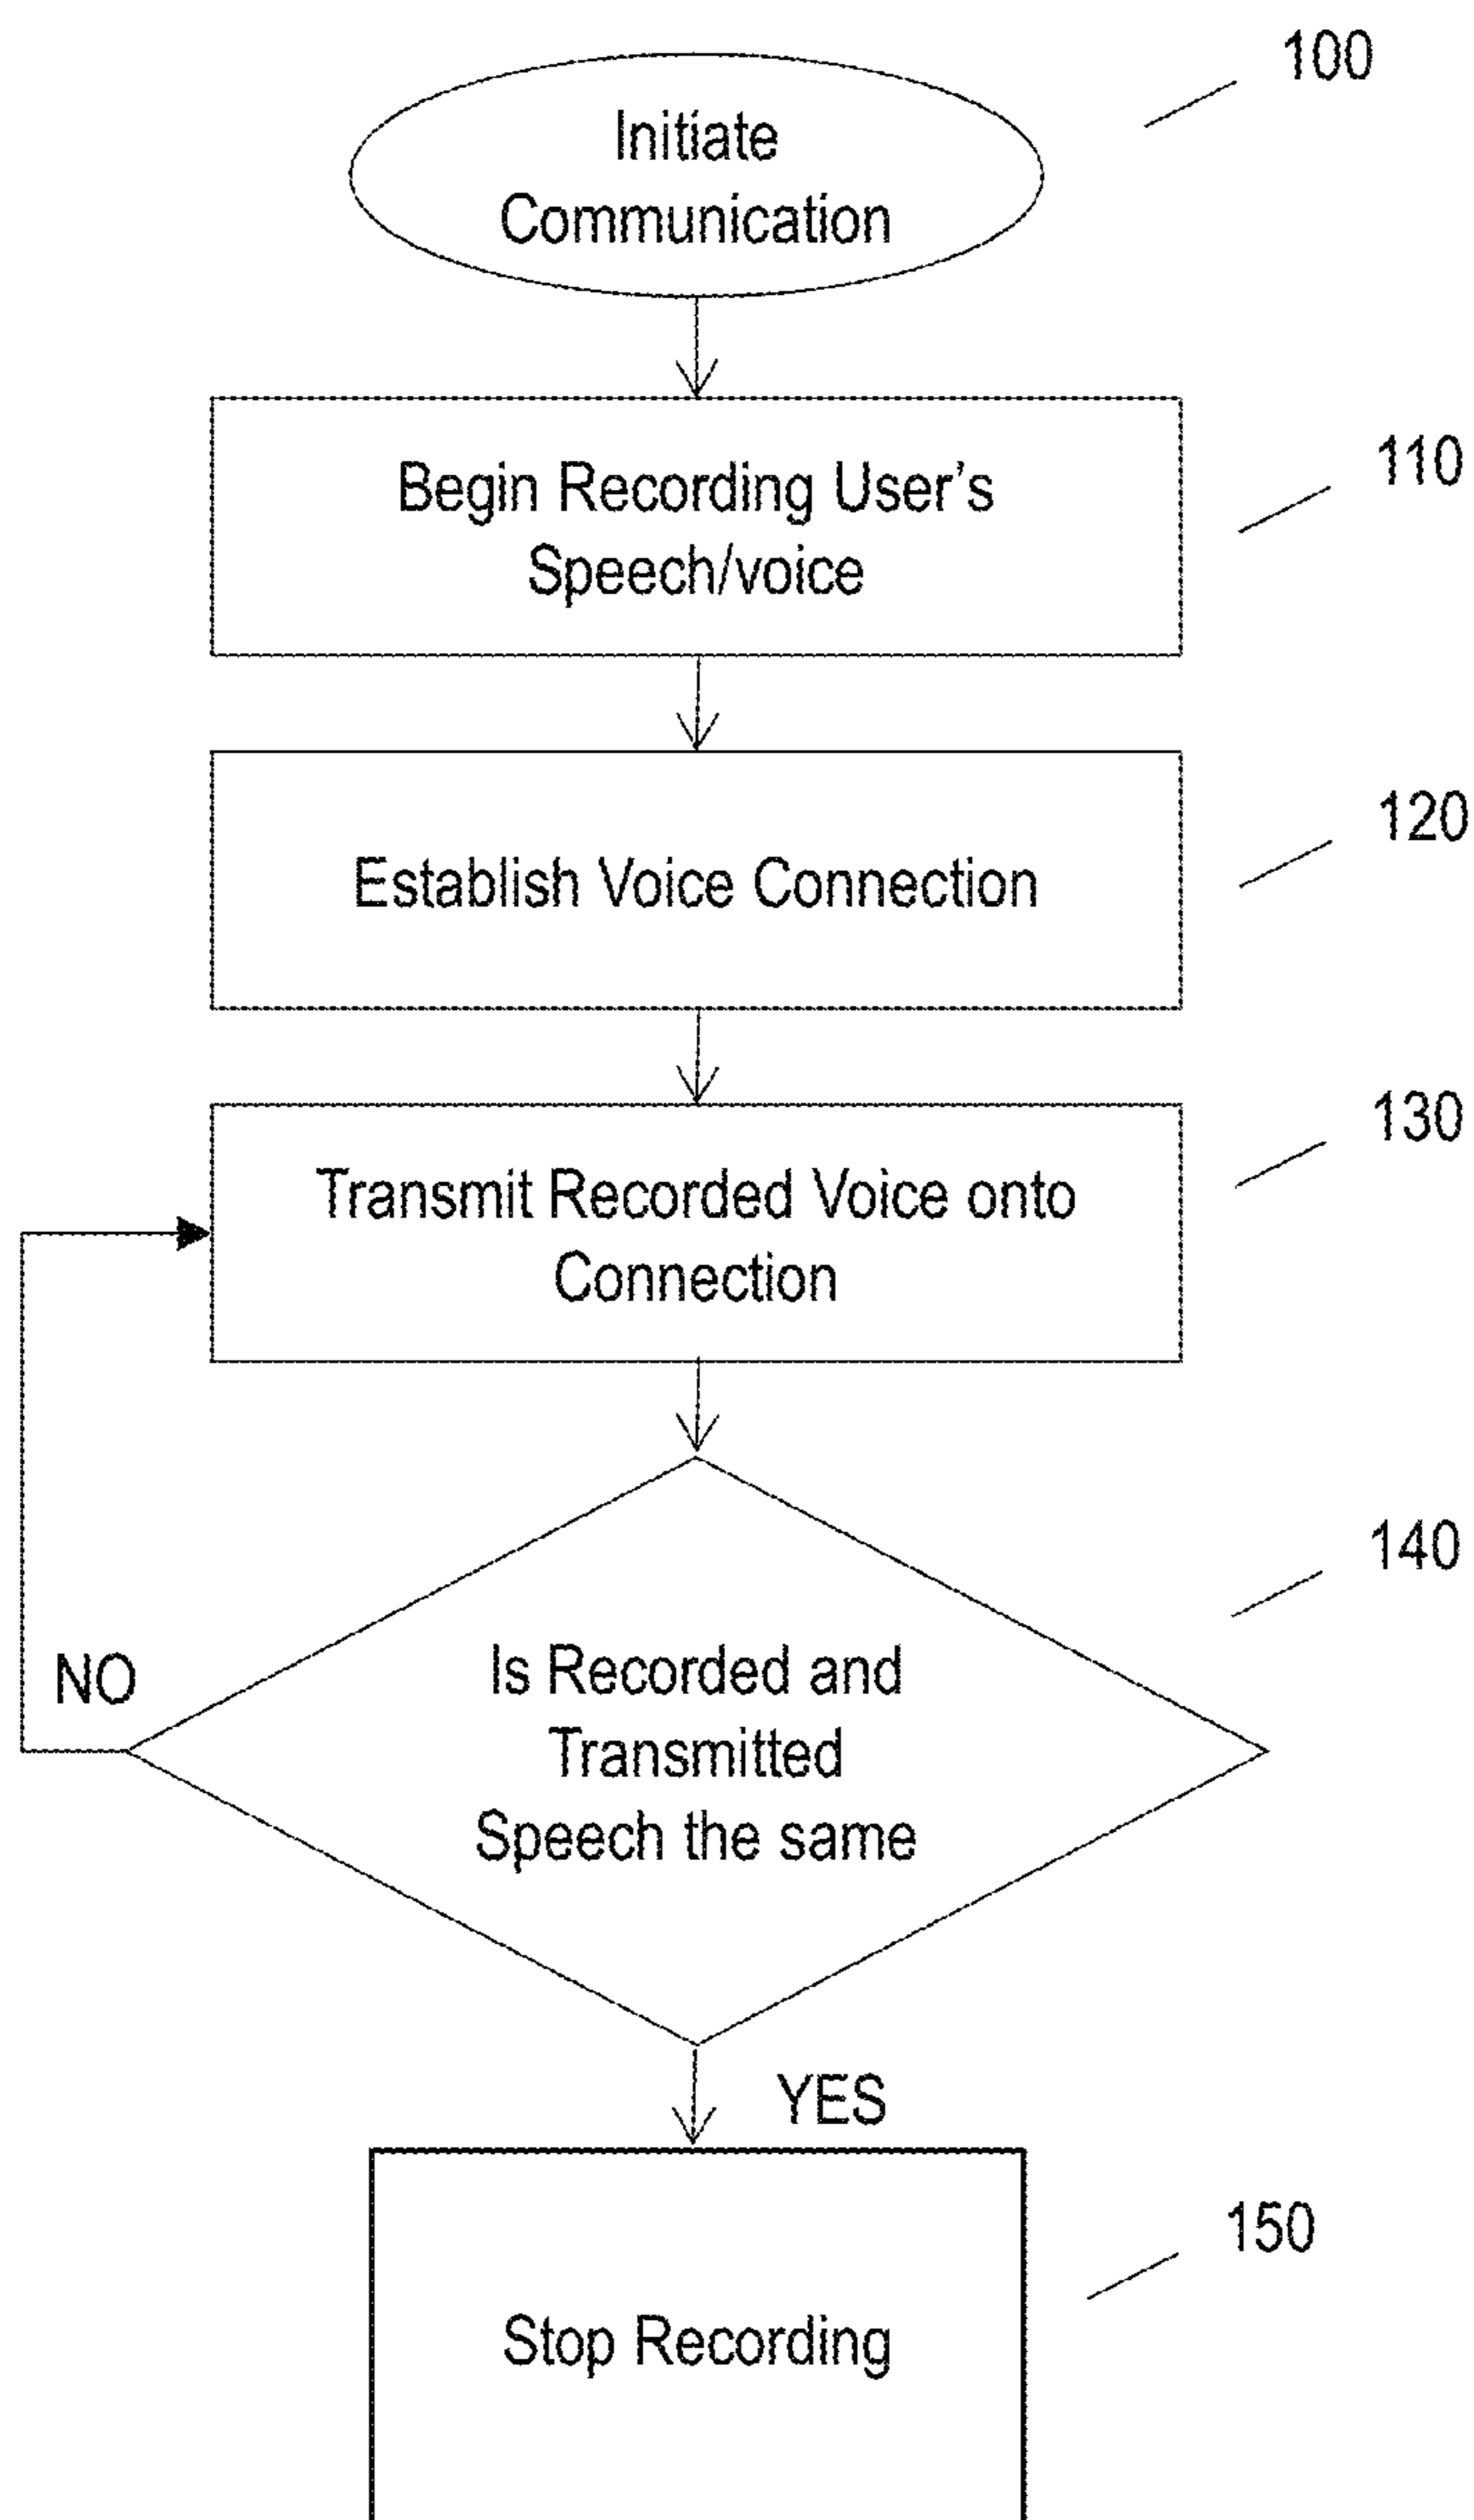 100
Initiate
Communication
110
Begin Recording User's
Speech/voice
120
Establish Voice Connection
130
Transmit Recorded Voice onto
Connection
140
Is Recorded and
Transmitted
Speech the same
NO
YES
150
Stop Recording